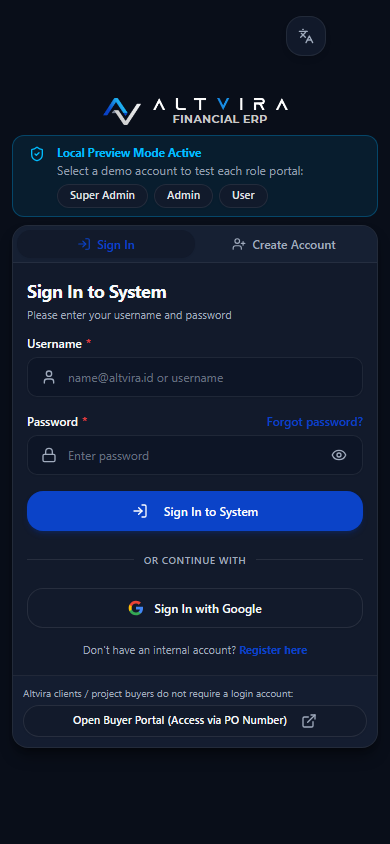 ALTVIRA
FINANCIAL ERP
Local Preview Mode Active
Select a demo account to test each role portal:
Super Admin Admin User
Sign In Create Account
Sign In to System
Please enter your username and password
Username *
name@altvira.id or username
Password * Forgot password?
Enter password
Sign In to System
OR CONTINUE WITH
Sign In with Google
Don't have an internal account? Register here
Altvira clients / project buyers do not require a login account:
Open Buyer Portal (Access via PO Number)